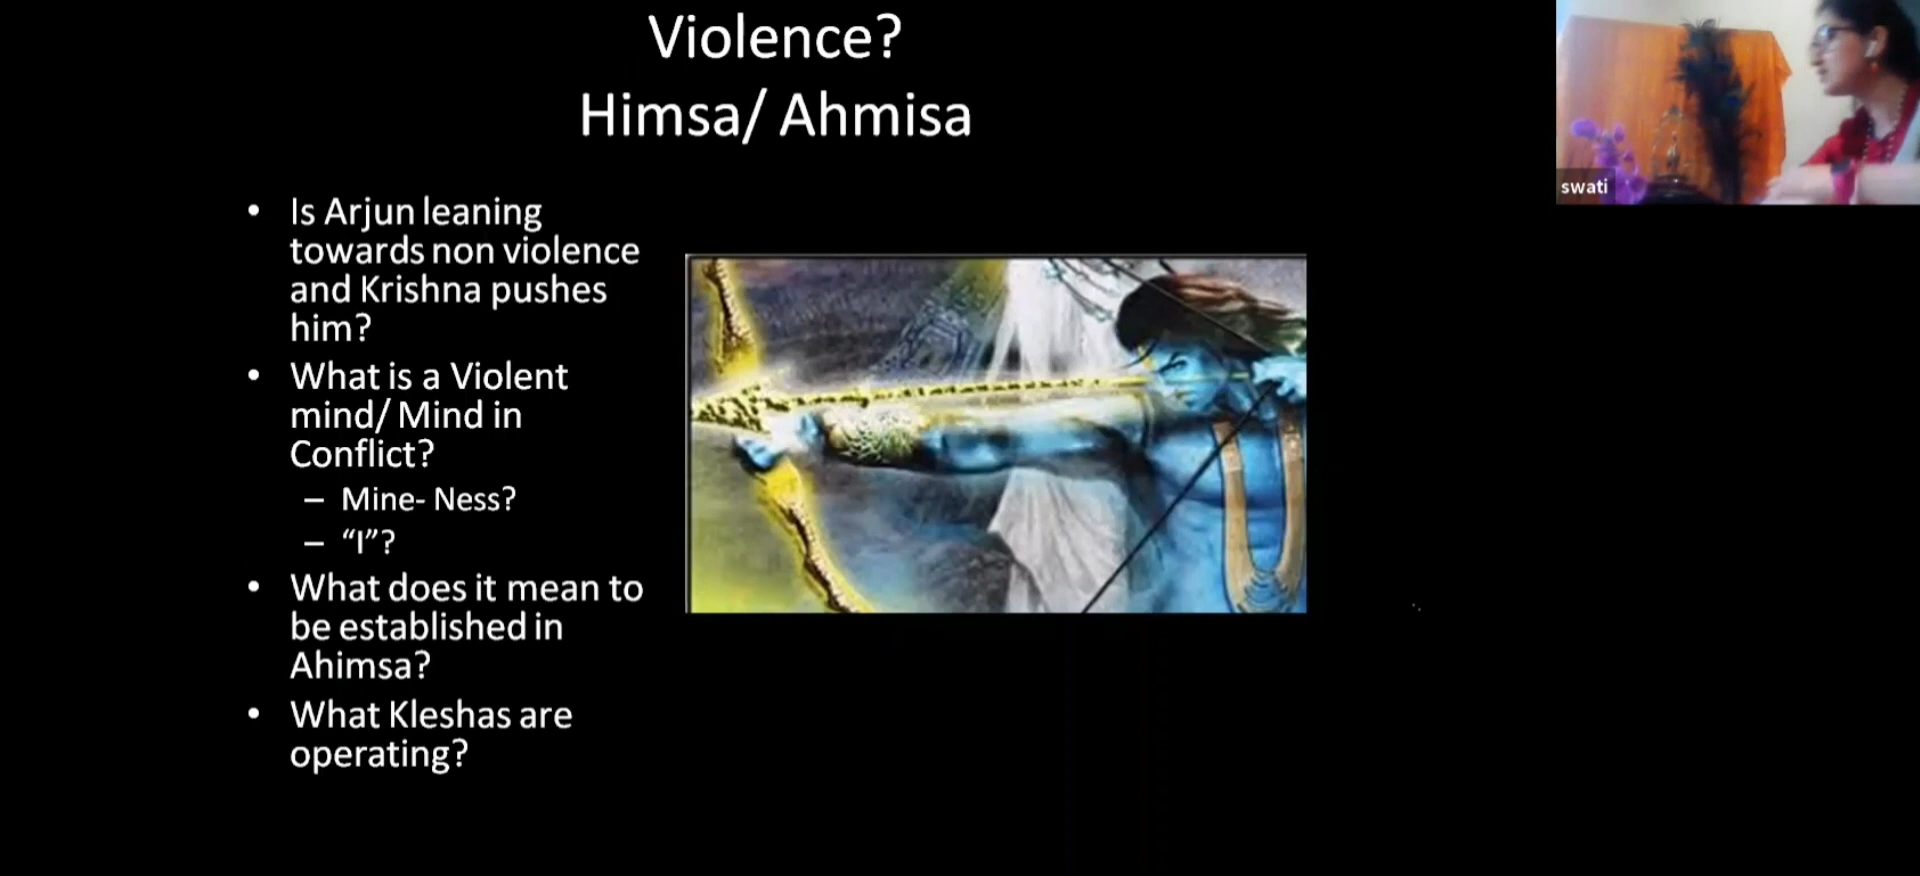 Violence?
Himsa/ Ahmisa
swati
• Is Arjun leaning
towards non violence
and Krishna pushes
him?
• What is a Violent
mind/ Mind in
Conflict?
– Mine- Ness?
– “I”?
• What does it mean to
be established in
Ahimsa?
• What Kleshas are
operating?